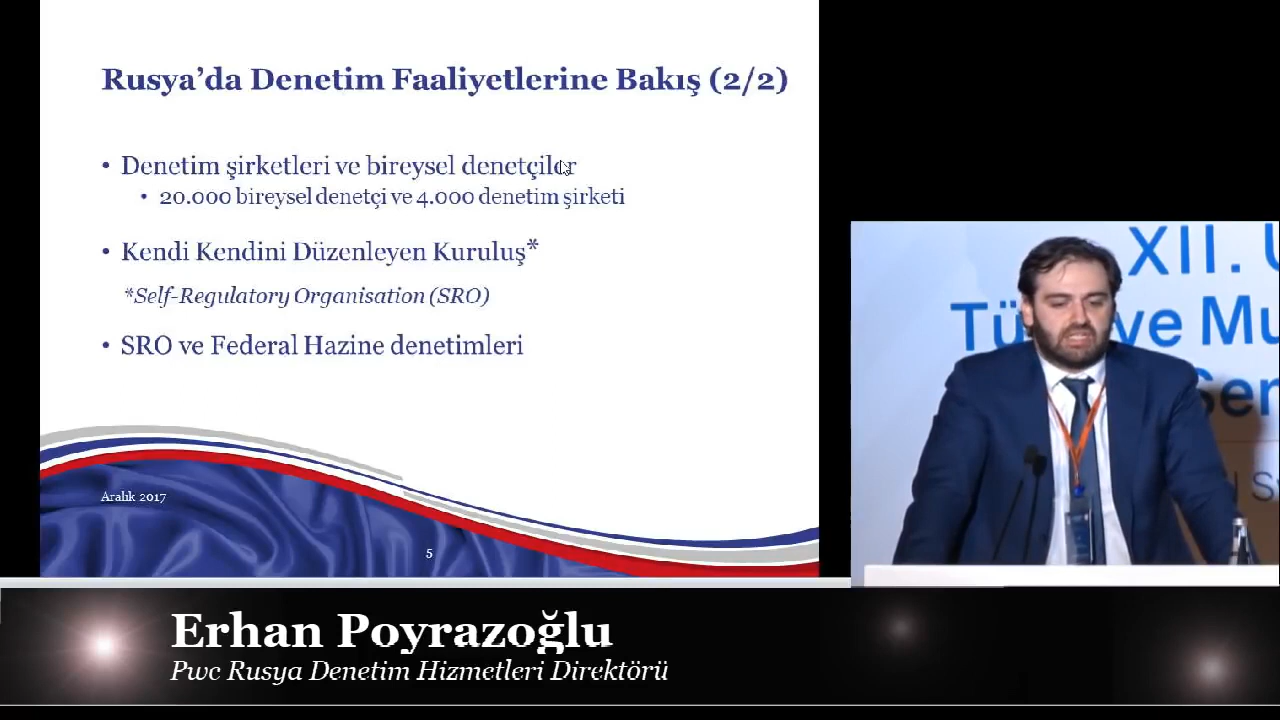 Rusya’da Denetim Faaliyetlerine Bakış (2/2)
• Denetim şirketleri ve bireysel denetçiler
• 20.000 bireysel denetçi ve 4.000 denetim şirketi
• Kendi Kendini Düzenleyen Kuruluş*
*Self-Regulatory Organisation (SRO)
• SRO ve Federal Hazine denetimleri
Aralık 2017
5
XII. U
Mu
Erhan Poyrazoğlu
Pwc Rusya Denetim Hizmetleri Direktörü